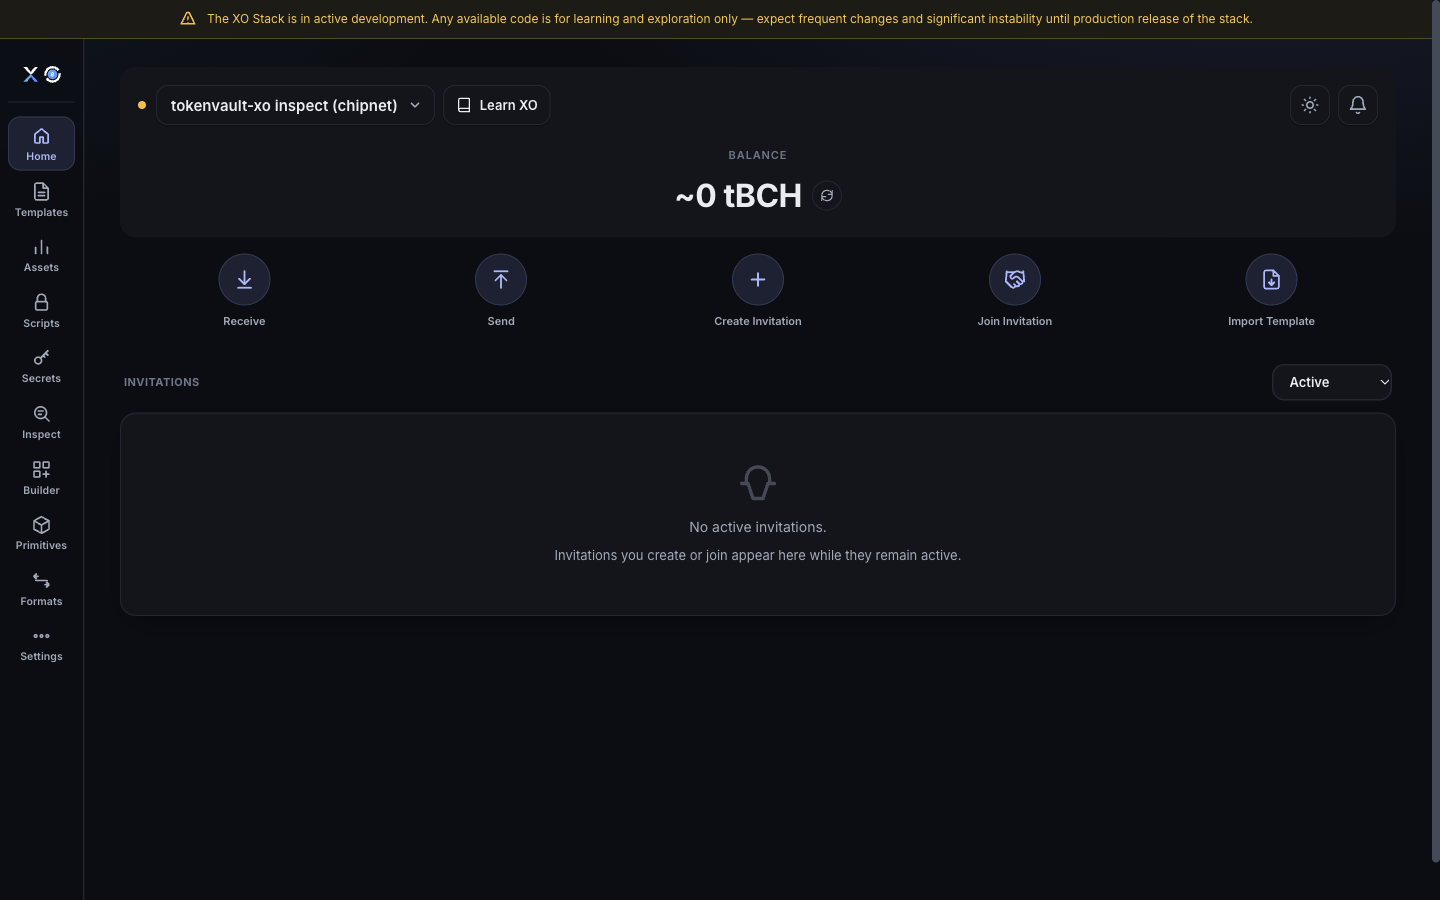 The XO Stack is in active development. Any available code is for learning and exploration only — expect frequent changes and significant instability until production release of the stack.
XO
tokenvault-xo inspect (chipnet)
Learn XO
BALANCE
~0 tBCH
Home
Templates
Assets
Scripts
Secrets
Inspect
Builder
Primitives
Formats
Settings
Receive
Send
Create Invitation
Join Invitation
Import Template
INVITATIONS
Active
No active invitations.
Invitations you create or join appear here while they remain active.